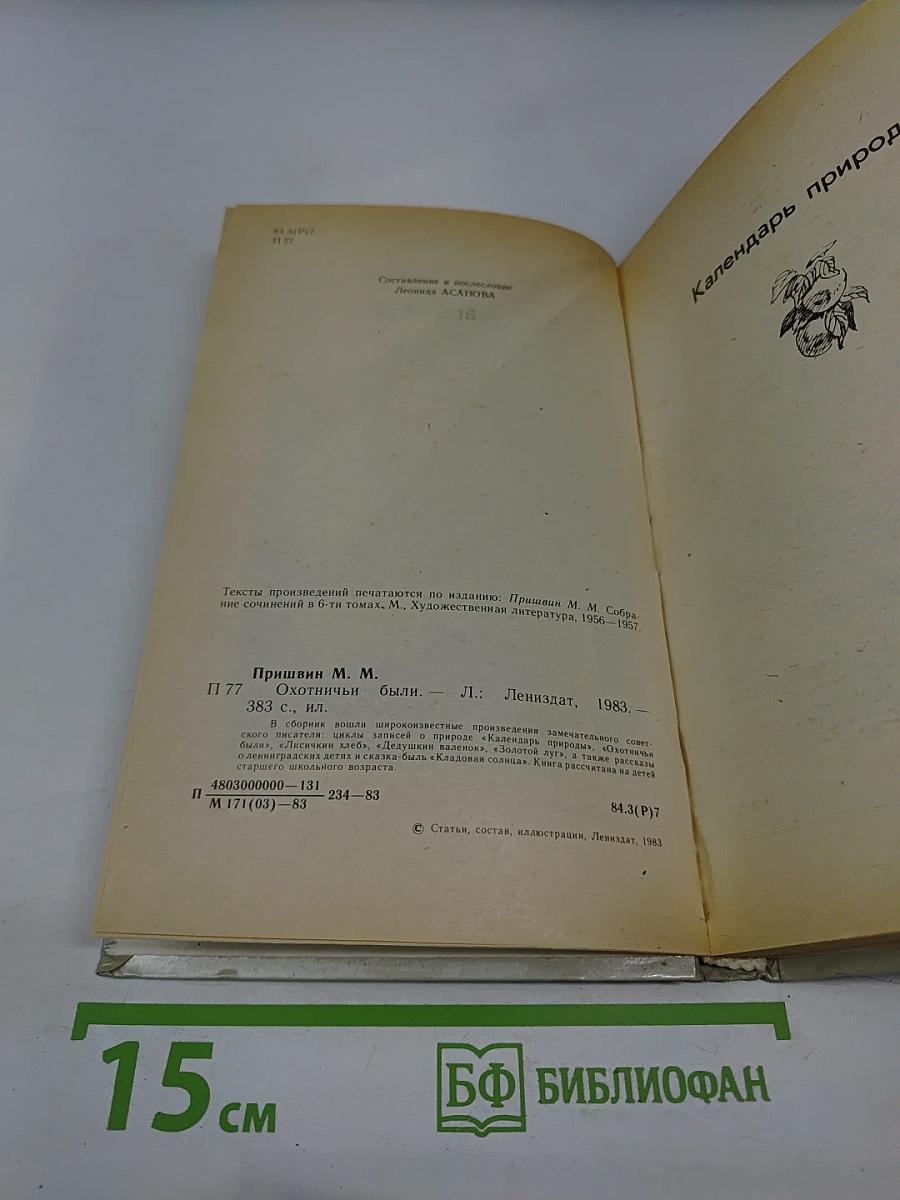 84.3(Р)7
П 77
Составление и послесловие
Леонида АСАНОВА
Тексты произведений печатаются по изданию: Пришвин М. М. Собра-
ние сочинений в 6-ти томах. М., Художественная литература, 1956—1957.
Пришвин М. М.
П 77 Охотничьи были. — Л.: Лениздат, 1983. —
383 с., ил.
В сборник вошли широкоизвестные произведения замечательного совет-
ского писателя: циклы записей о природе «Календарь природы», «Охотничьи
были», «Лисичкин хлеб», «Дедушкин валенок», «Золотой луг», а также рассказы
о ленинградских детях и сказка-быль «Кладовая солнца». Книга рассчитана на детей
старшего школьного возраста.
П 4803000000—131
М 171(03)—83 234—83
84.3(Р)7
© Статья, состав, иллюстрации, Лениздат, 1983
Календарь природ
15 см
БФ БИБЛИОФАН